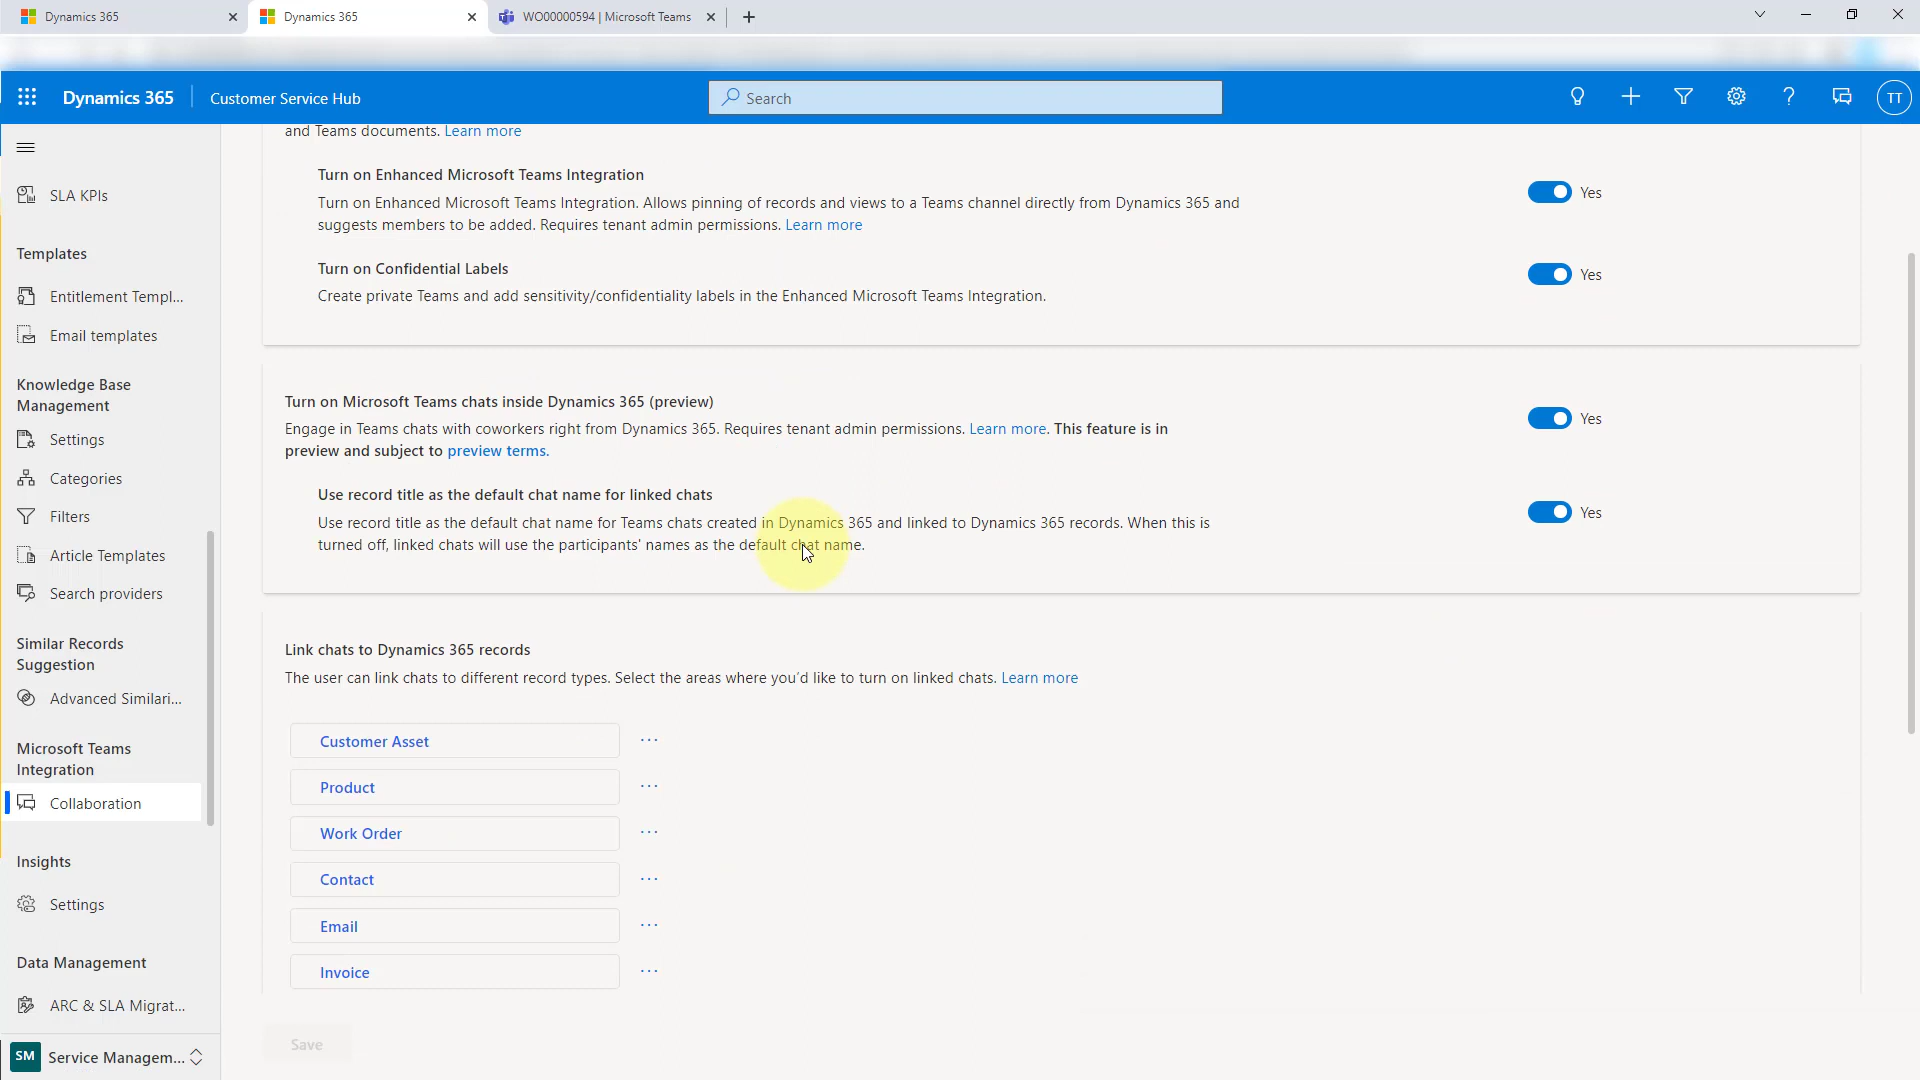 Dynamics 365
Dynamics 365
WO00000594 | Microsoft Teams
Dynamics 365
Customer Service Hub
Search
TT
SLA KPIs
Templates
Entitlement Templ...
Email templates
Knowledge Base
Management
Settings
Categories
Filters
Article Templates
Search providers
Similar Records
Suggestion
Advanced Similari...
Microsoft Teams
Integration
Collaboration
Insights
Settings
Data Management
ARC & SLA Migrat...
SM
Service Managem...
and Teams documents. Learn more
Turn on Enhanced Microsoft Teams Integration
Turn on Enhanced Microsoft Teams Integration. Allows pinning of records and views to a Teams channel directly from Dynamics 365 and
suggests members to be added. Requires tenant admin permissions. Learn more
Yes
Turn on Confidential Labels
Create private Teams and add sensitivity/confidentiality labels in the Enhanced Microsoft Teams Integration.
Yes
Turn on Microsoft Teams chats inside Dynamics 365 (preview)
Engage in Teams chats with coworkers right from Dynamics 365. Requires tenant admin permissions. Learn more. This feature is in
preview and subject to preview terms.
Yes
Use record title as the default chat name for linked chats
Use record title as the default chat name for Teams chats created in Dynamics 365 and linked to Dynamics 365 records. When this is
turned off, linked chats will use the participants' names as the default chat name.
Yes
Link chats to Dynamics 365 records
The user can link chats to different record types. Select the areas where you'd like to turn on linked chats. Learn more
Customer Asset
Product
Work Order
Contact
Email
Invoice
Save